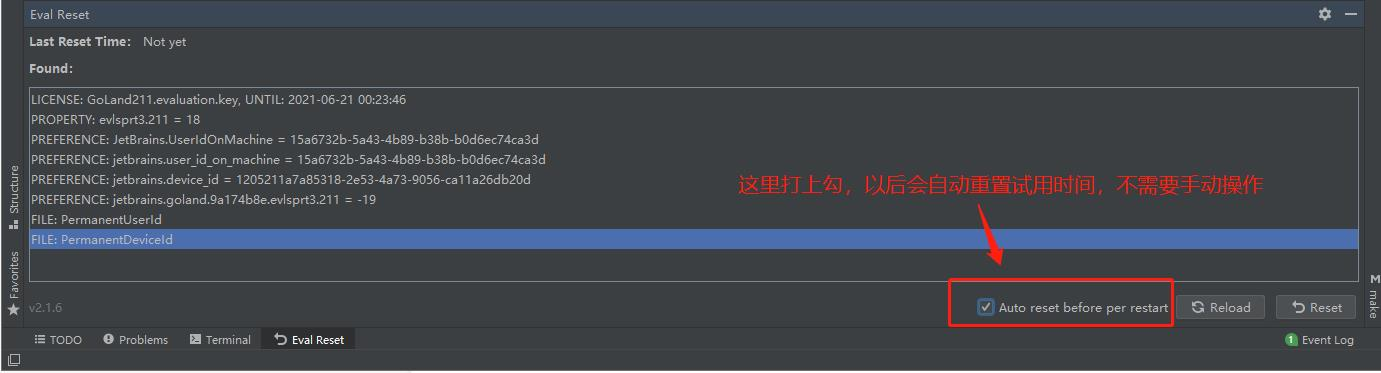 Eval Reset
Last Reset Time: Not yet
Found:
LICENSE: GoLand211.evaluation.key, UNTIL: 2021-06-21 00:23:46
PROPERTY: evlsprt3.211 = 18
PREFERENCE: JetBrains.UserIdOnMachine = 15a6732b-5a43-4b89-b38b-b0d6ec74ca3d
PREFERENCE: jetbrains.user_id_on_machine = 15a6732b-5a43-4b89-b38b-b0d6ec74ca3d
PREFERENCE: jetbrains.device_id = 1205211a7a85318-2e53-4a73-9056-ca11a26db20d
PREFERENCE: jetbrains.goland.9a174b8e.evlsprt3.211 = -19
FILE: PermanentUserId
FILE: PermanentDeviceId
这里打上勾，以后会自动重置试用时间，不需要手动操作
Structure
Favorites
v2.1.6
Auto reset before per restart
Reload
Reset
M make
TODO
Problems
Terminal
Eval Reset
1 Event Log